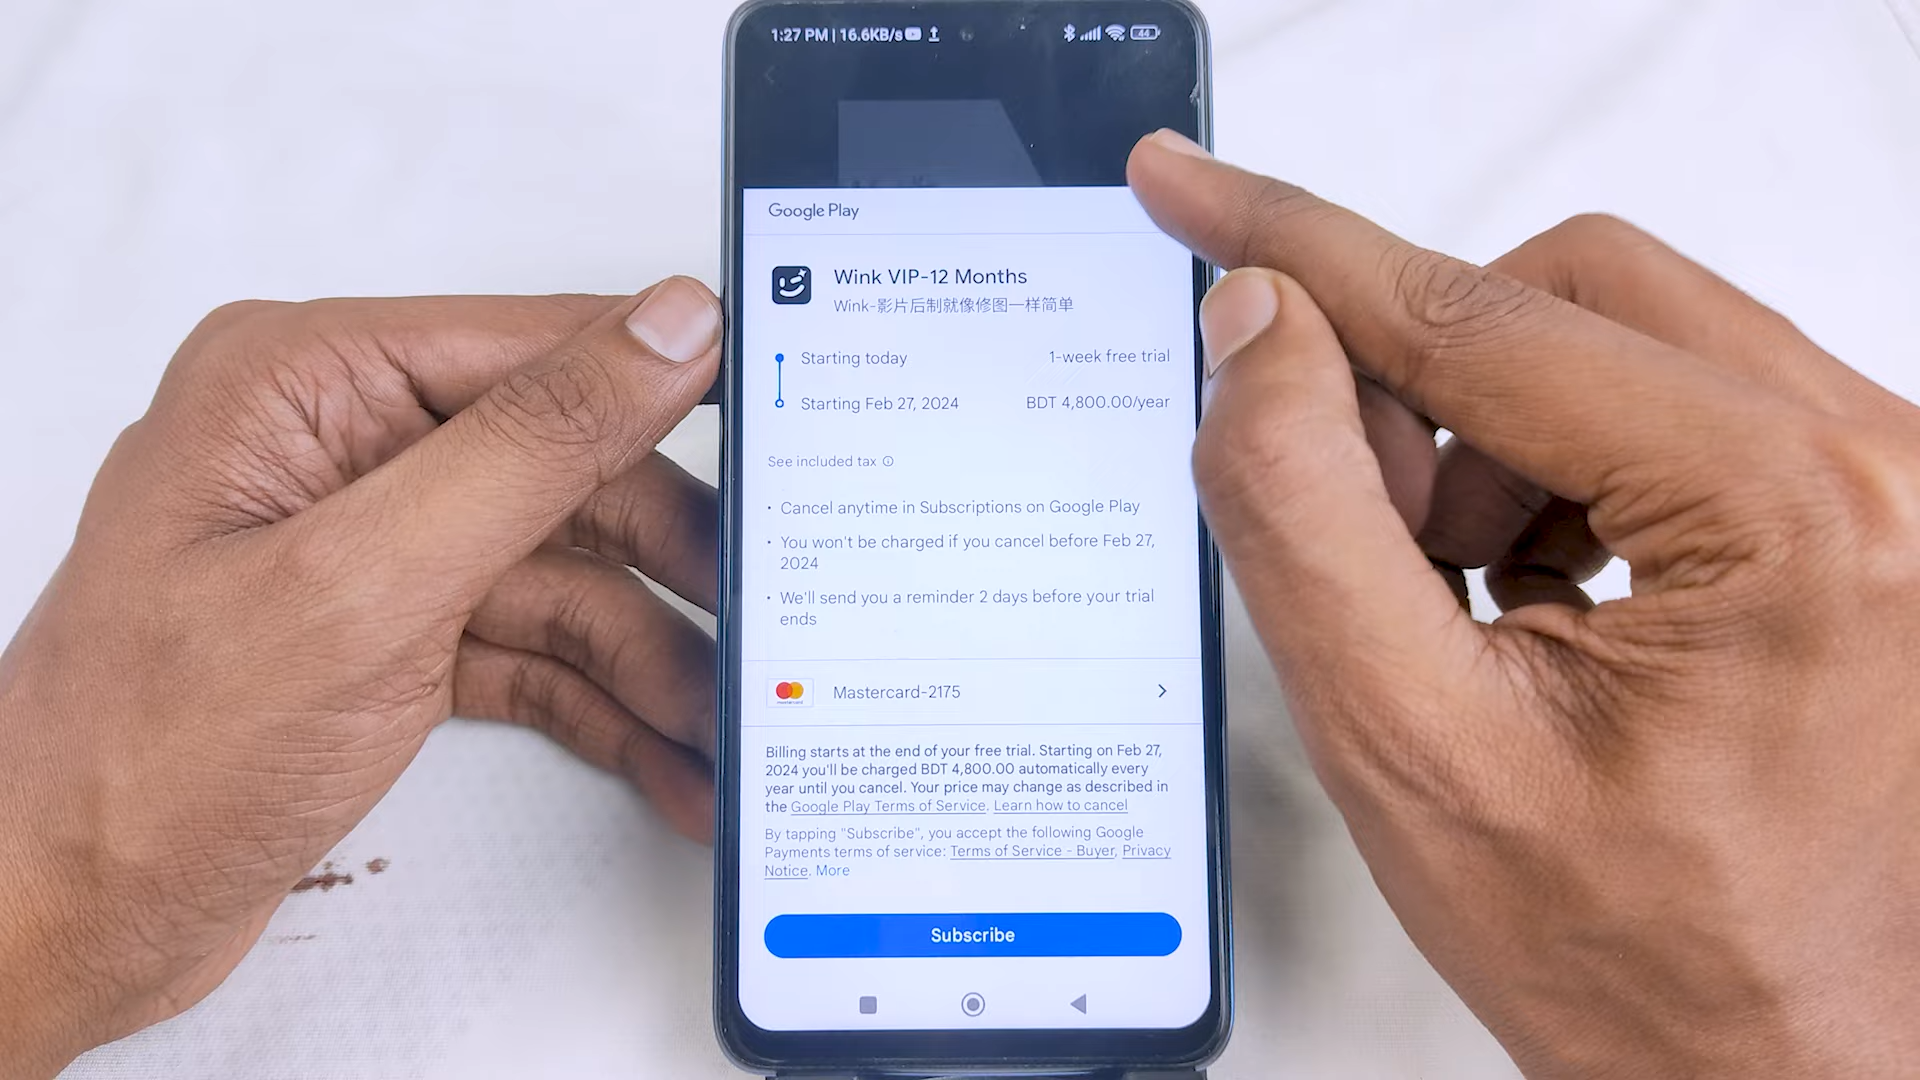 1:27 PM | 16.6KB/s
44
Google Play
Wink VIP-12 Months
Wink-影片后制就像修图一样简单
Starting today
1-week free trial
Starting Feb 27, 2024
BDT 4,800.00/year
See included tax
• Cancel anytime in Subscriptions on Google Play
• You won't be charged if you cancel before Feb 27,
2024
• We'll send you a reminder 2 days before your trial
ends
mastercard
Mastercard-2175
Billing starts at the end of your free trial. Starting on Feb 27,
2024 you'll be charged BDT 4,800.00 automatically every
year until you cancel. Your price may change as described in
the Google Play Terms of Service. Learn how to cancel
By tapping "Subscribe", you accept the following Google
Payments terms of service: Terms of Service - Buyer, Privacy
Notice. More
Subscribe